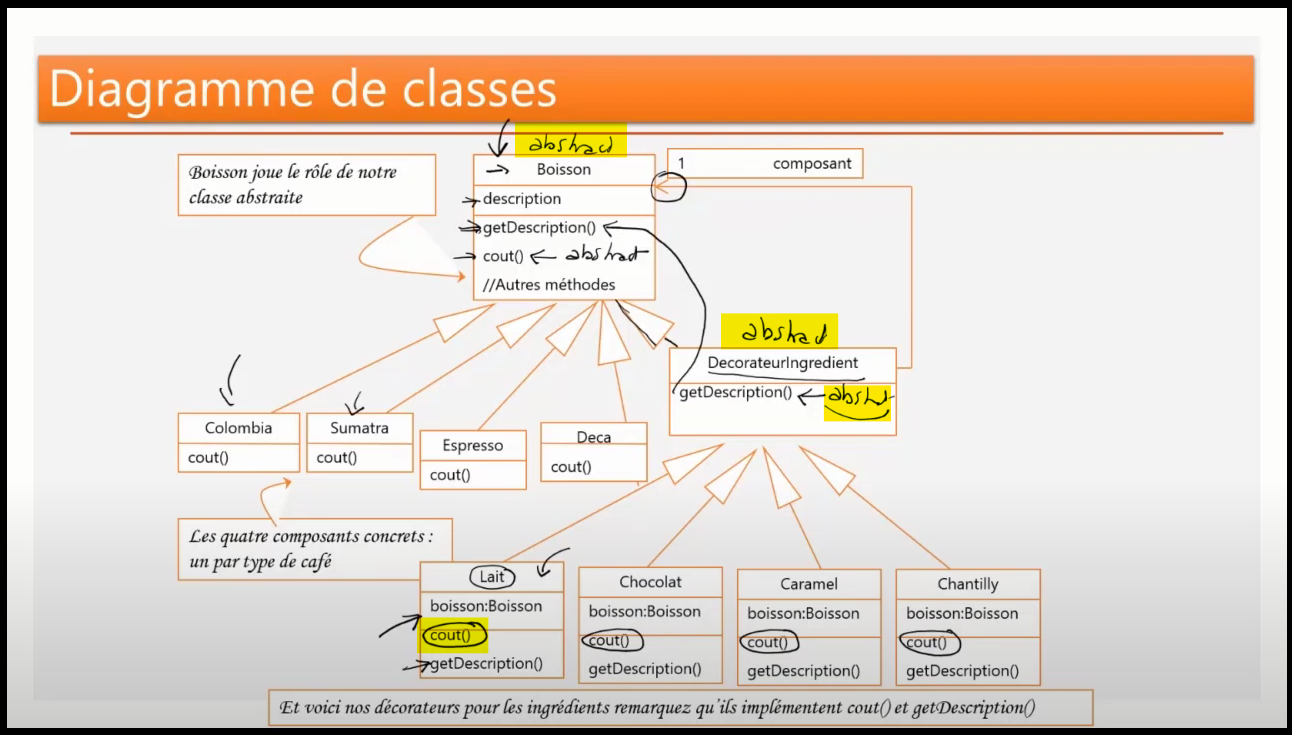 Diagramme de classes
abstract
Boisson joue le rôle de notre
classe abstraite
Boisson
1 composant
description
getDescription()
cout() abstract
//Autres méthodes
abstract
DecorateurIngredient
getDescription() abst
Colombia
cout()
Sumatra
cout()
Espresso
cout()
Deca
cout()
Les quatre composants concrets :
un par type de café
Lait
boisson:Boisson
cout()
getDescription()
Chocolat
boisson:Boisson
cout()
getDescription()
Caramel
boisson:Boisson
cout()
getDescription()
Chantilly
boisson:Boisson
cout()
getDescription()
Et voici nos décorateurs pour les ingrédients remarquez qu'ils implémentent cout() et getDescription()